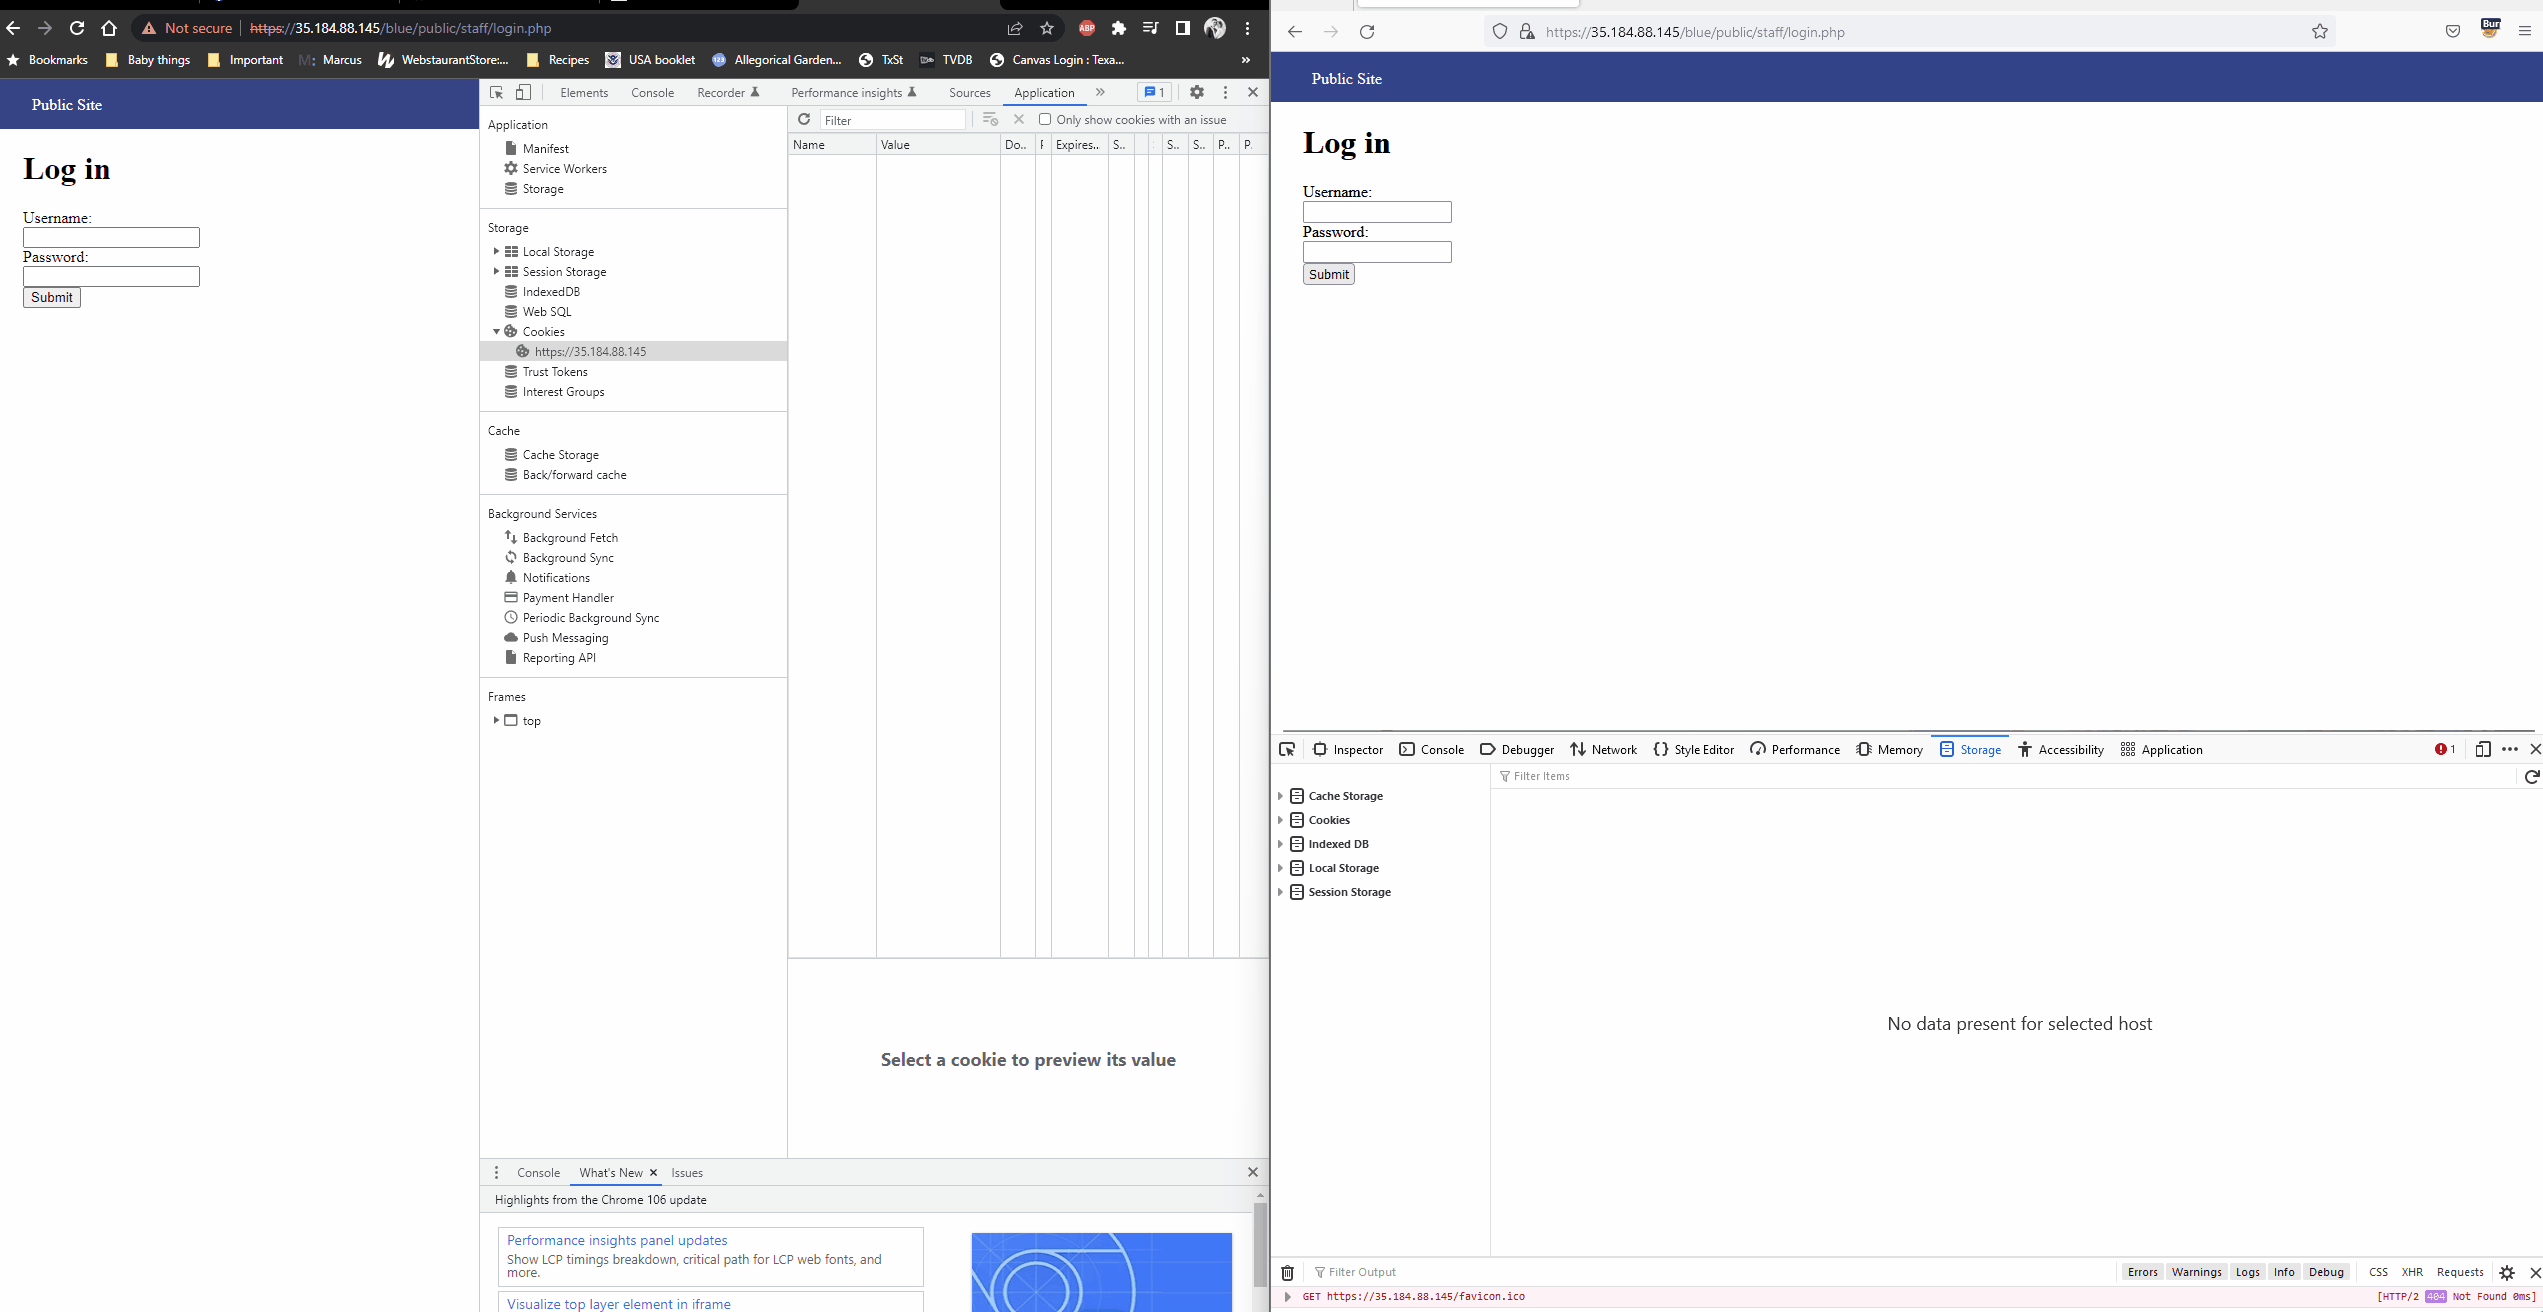 Not secure https://35.184.88.145/blue/public/staff/login.php ABP
Bookmarks Baby things Important M: Marcus WebstaurantStore:... Recipes USA booklet 123 Allegorical Garden... TxSt TVDB Canvas Login : Texa... »
Public Site
Log in
Username:
Password:
Submit
Elements Console Recorder Performance insights Sources Application » 1
Application
Manifest
Service Workers
Storage
Storage
Local Storage
Session Storage
IndexedDB
Web SQL
Cookies
https://35.184.88.145
Trust Tokens
Interest Groups
Cache
Cache Storage
Back/forward cache
Background Services
Background Fetch
Background Sync
Notifications
Payment Handler
Periodic Background Sync
Push Messaging
Reporting API
Frames
top
Filter Only show cookies with an issue
Name Value Do.. Expires... S.. S.. S.. P.. P.
Select a cookie to preview its value
Console What's New Issues
Highlights from the Chrome 106 update
Performance insights panel updates
Show LCP timings breakdown, critical path for LCP web fonts, and
more.
Visualize top layer element in iframe
https://35.184.88.145/blue/public/staff/login.php Bur
Public Site
Log in
Username:
Password:
Submit
Inspector Console Debugger Network Style Editor Performance Memory Storage Accessibility Application 1
Filter Items
Cache Storage
Cookies
Indexed DB
Local Storage
Session Storage
No data present for selected host
Filter Output Errors Warnings Logs Info Debug CSS XHR Requests
GET https://35.184.88.145/favicon.ico [HTTP/2 404 Not Found 0ms]